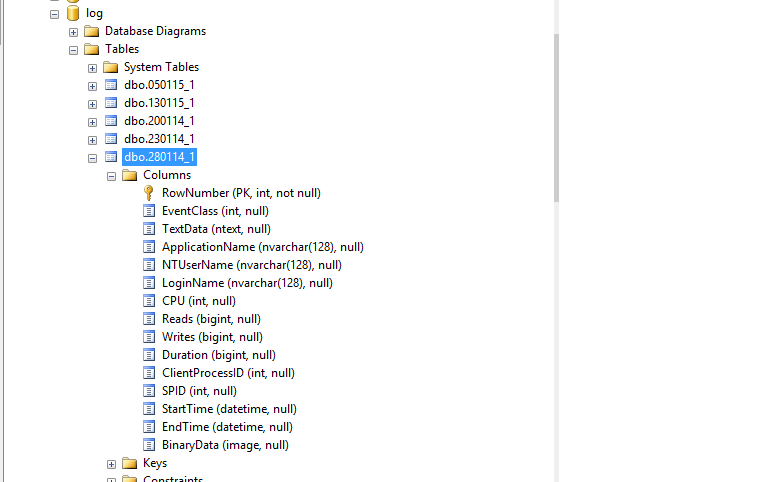 log
Database Diagrams
Tables
System Tables
dbo.050115_1
dbo.130115_1
dbo.200114_1
dbo.230114_1
dbo.280114_1
Columns
RowNumber (PK, int, not null)
EventClass (int, null)
TextData (ntext, null)
ApplicationName (nvarchar(128), null)
NTUserName (nvarchar(128), null)
LoginName (nvarchar(128), null)
CPU (int, null)
Reads (bigint, null)
Writes (bigint, null)
Duration (bigint, null)
ClientProcessID (int, null)
SPID (int, null)
StartTime (datetime, null)
EndTime (datetime, null)
BinaryData (image, null)
Keys
Constraints